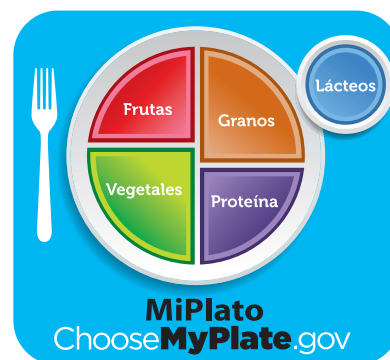 Lácteos
Frutas
Granos
Vegetales
Proteína
MiPlato
ChooseMyPlate.gov